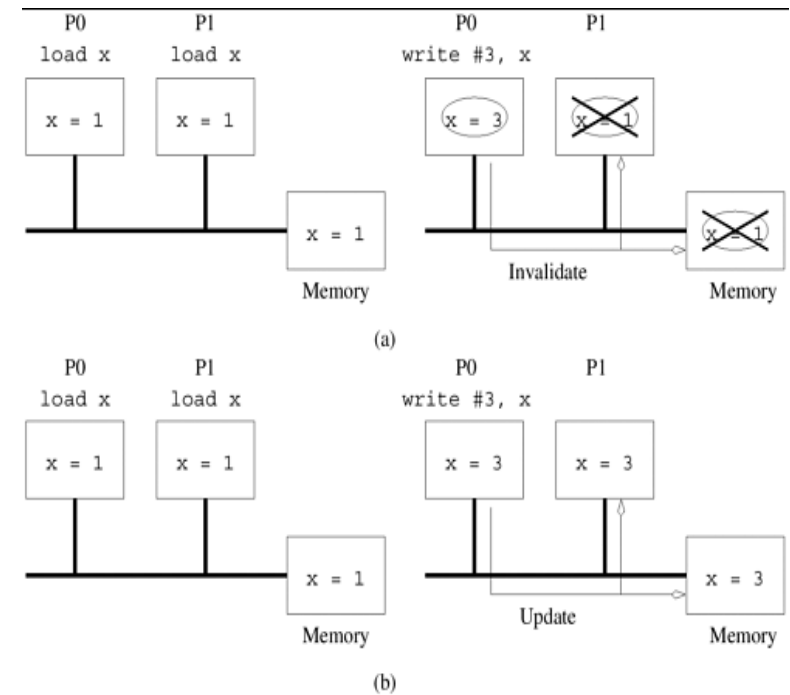 P0 P1 P0 P1
load x load x write #3, x
x = 1 x = 1 x = 3 x = 1
x = 1 x = 1
Invalidate
Memory Memory
(a)
P0 P1 P0 P1
load x load x write #3, x
x = 1 x = 1 x = 3 x = 3
x = 1 x = 3
Update
Memory Memory
(b)